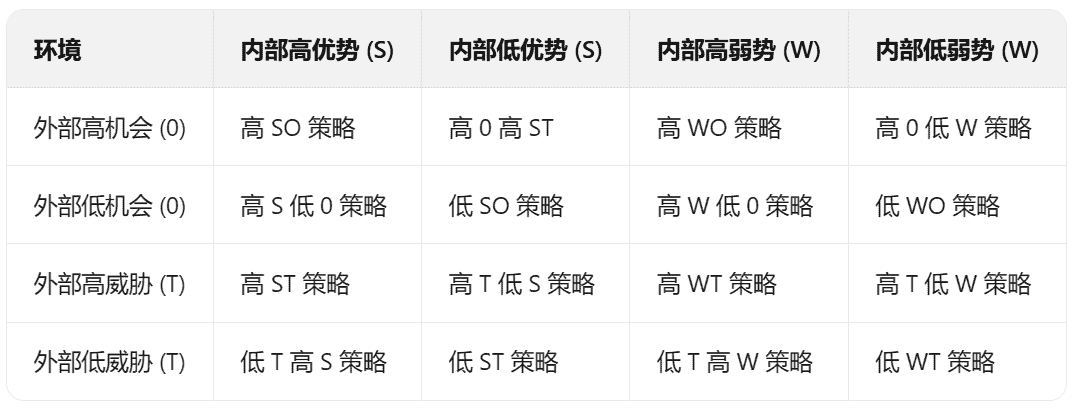 环境 内部高优势 (S) 内部低优势 (S) 内部高弱势 (W) 内部低弱势 (W)
外部高机会 (0) 高 SO 策略 高 0 高 ST 高 WO 策略 高 0 低 W 策略
外部低机会 (0) 高 S 低 0 策略 低 SO 策略 高 W 低 0 策略 低 WO 策略
外部高威胁 (T) 高 ST 策略 高 T 低 S 策略 高 WT 策略 高 T 低 W 策略
外部低威胁 (T) 低 T 高 S 策略 低 ST 策略 低 T 高 W 策略 低 WT 策略